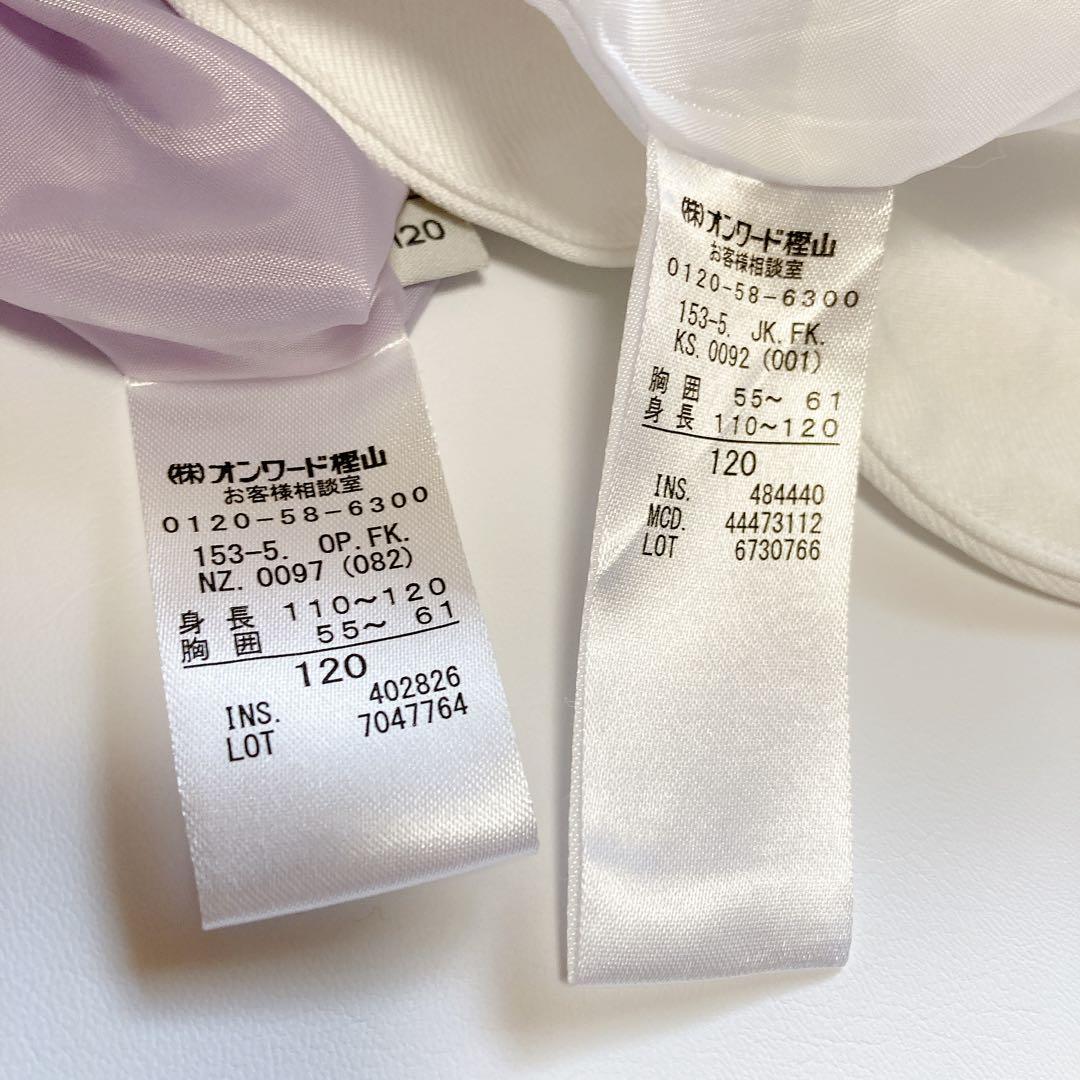 120
(株)オンワード樫山
お客様相談室
0120-58-6300
153-5. OP.FK.
NZ. 0097 (082)
身 長 110～120
胸 囲 55～ 61
120
INS. 402826
LOT 7047764
(株)オンワード樫山
お客様相談室
0120-58-6300
153-5. JK.FK.
KS.0092 (001)
胸 囲 55～ 61
身 長 110～120
120
INS. 484440
MCD. 44473112
LOT 6730766